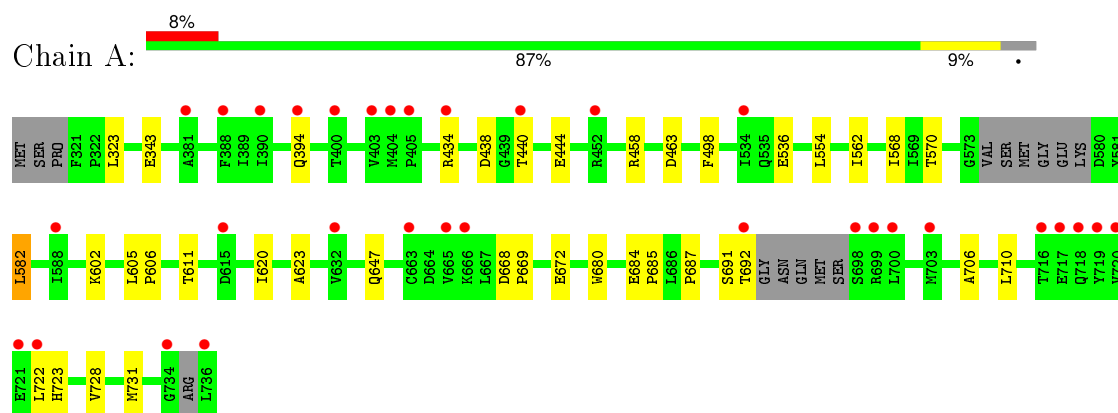 8%
Chain A:
87% 9% •
MET SER PRO F321 P322 L323 E343 A381 F388 I389 I390 Q394 T400 V403 M404 P405 R434 D438 G439 T440 E444 R452 R458 D463 F498 I534 Q535 E536 L554 I562 I568 I569 T570 G573 VAL SER MET GLY GLU LYS D580 Y581
L582 I588 K602 L605 P606 T611 D615 I620 A623 V632 Q647 C663 D664 V665 K666 L667 D668 P669 E672 W680 E684 P685 L686 P687 S691 T692 GLY ASN GLN MET SER S698 R699 L700 M703 A706 L710 T716 E717 Q718 Y719 V720
E721 L722 H723 V728 M731 G734 ARG L736